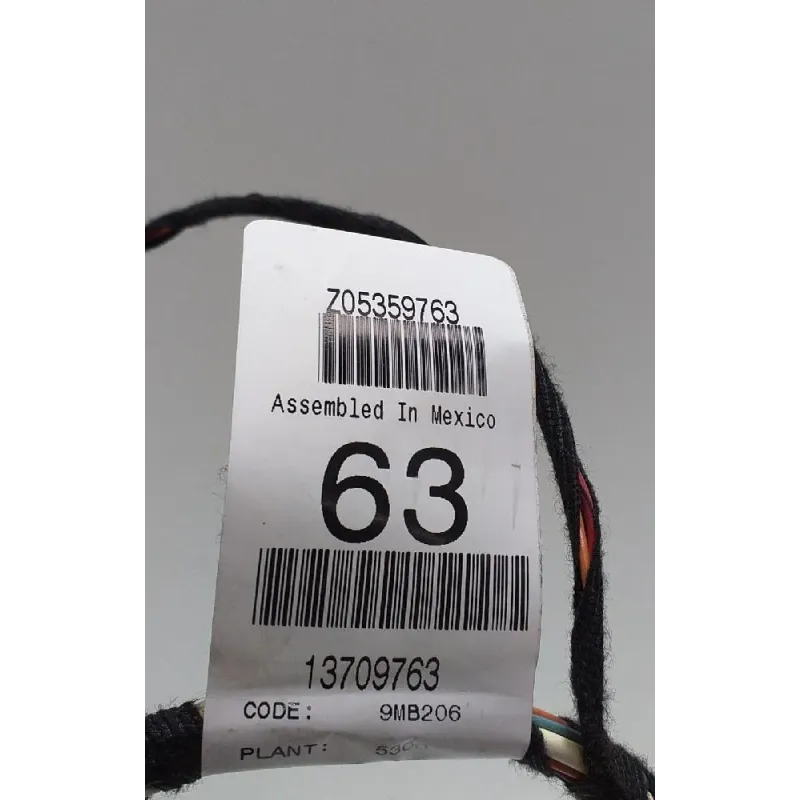 Z05359763
Assembled In Mexico
63
13709763
CODE: 9MB206
PLANT: